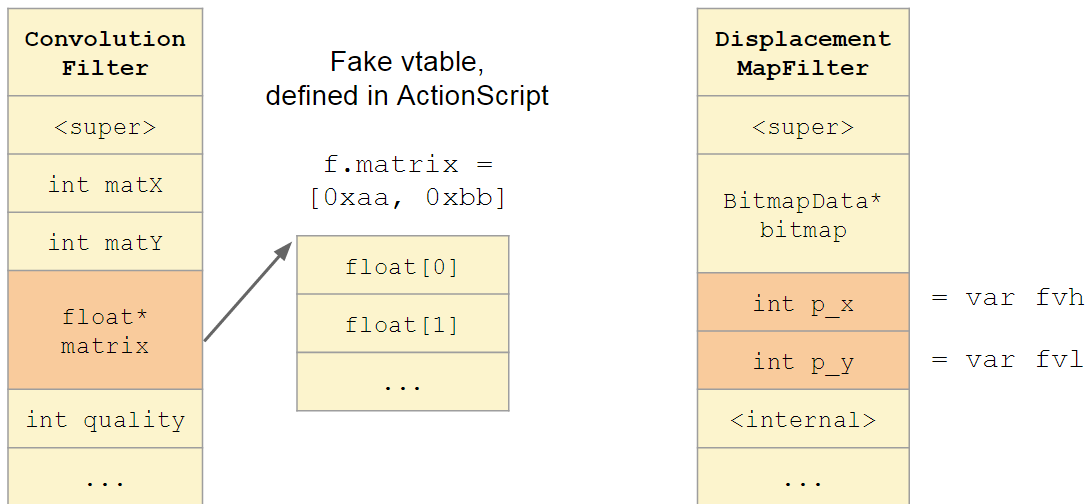 Convolution
Filter
<super>
int matX
int matY
float*
matrix
int quality
...
Fake vtable,
defined in ActionScript
f.matrix =
[0xaa, 0xbb]
float[0]
float[1]
...
Displacement
MapFilter
<super>
BitmapData*
bitmap
int p_x
= var fvh
int p_y
= var fvl
<internal>
...